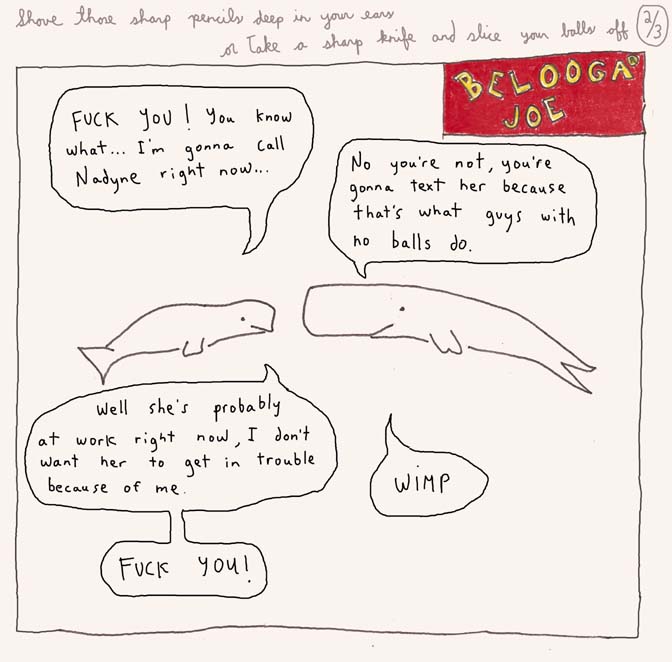 Shove those sharp pencils deep in your ears
or Take a sharp knife and slice your balls off
2/3
BELOOGA
JOE
FUCK YOU! You know
what... I'm gonna call
Nadyne right now...
No you're not, you're
gonna text her because
that's what guys with
no balls do.
Well she's probably
at work right now, I don't
want her to get in trouble
because of me.
WiMP
FUCK YOU!